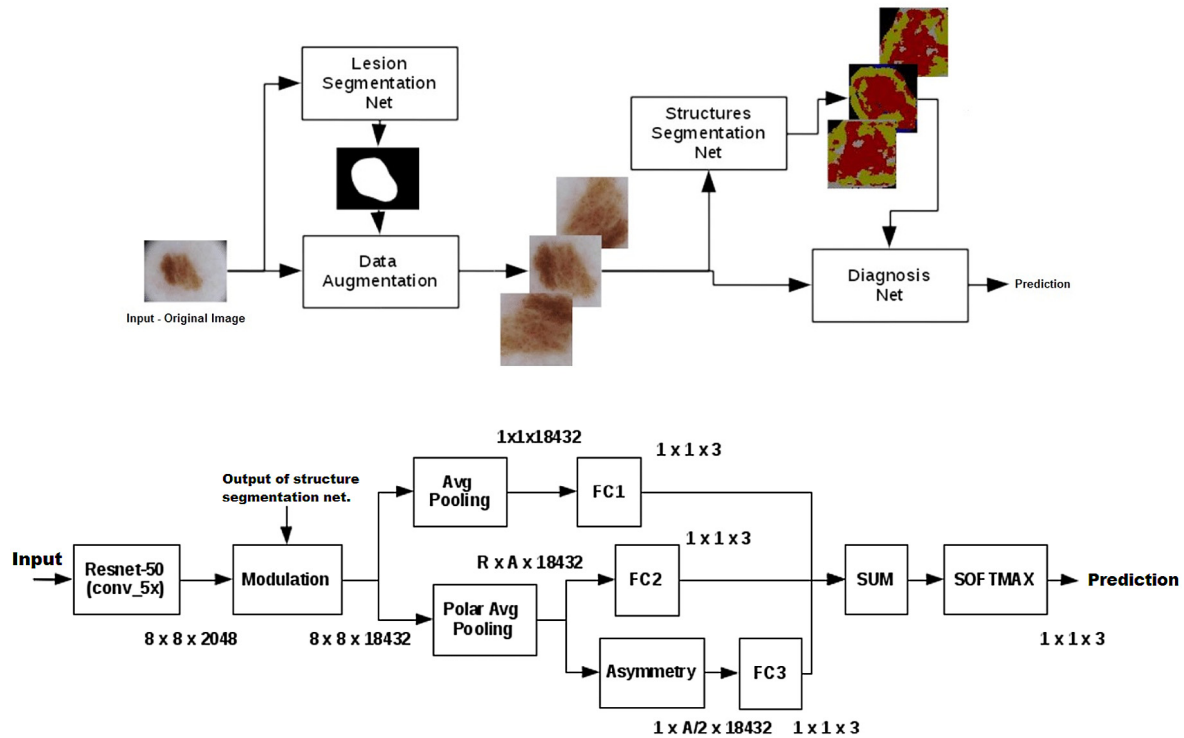 Lesion
Segmentation
Net
Structures
Segmentation
Net
Data
Augmentation
Diagnosis
Net
Prediction
Input - Original Image
1x1x18432
1 x 1 x 3
Output of structure
segmentation net.
Avg
Pooling
FC1
Input
Resnet-50
(conv_5x)
Modulation
R x A x 18432
1 x 1 x 3
FC2
SUM
SOFTMAX
Prediction
Polar Avg
Pooling
8 x 8 x 2048
8 x 8 x 18432
1 x 1 x 3
Asymmetry
FC3
1 x A/2 x 18432
1 x 1 x 3